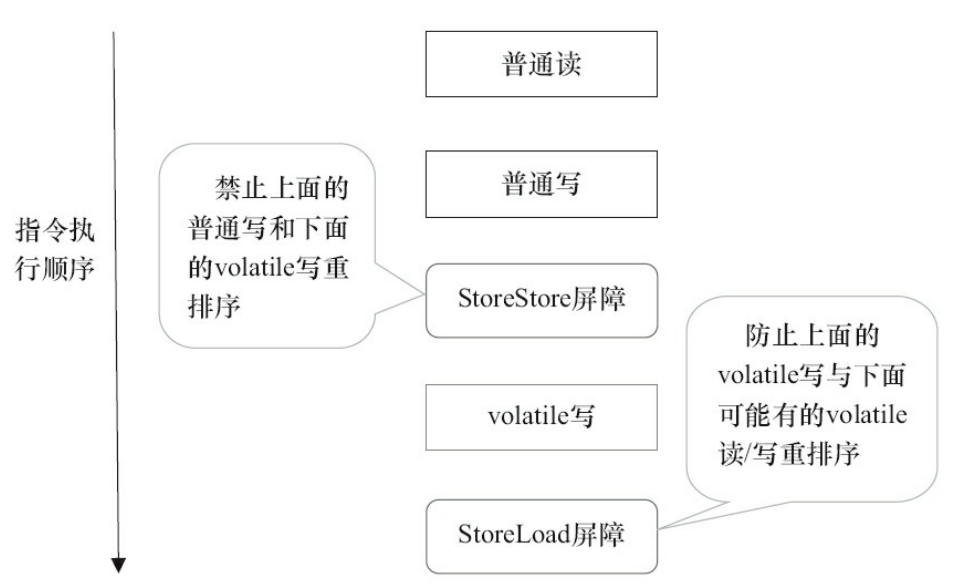 普通读
普通写
禁止上面的
普通写和下面
的volatile写重
排序
指令执
行顺序
StoreStore屏障
防止上面的
volatile写与下面
可能有的volatile
读/写重排序
volatile写
StoreLoad屏障